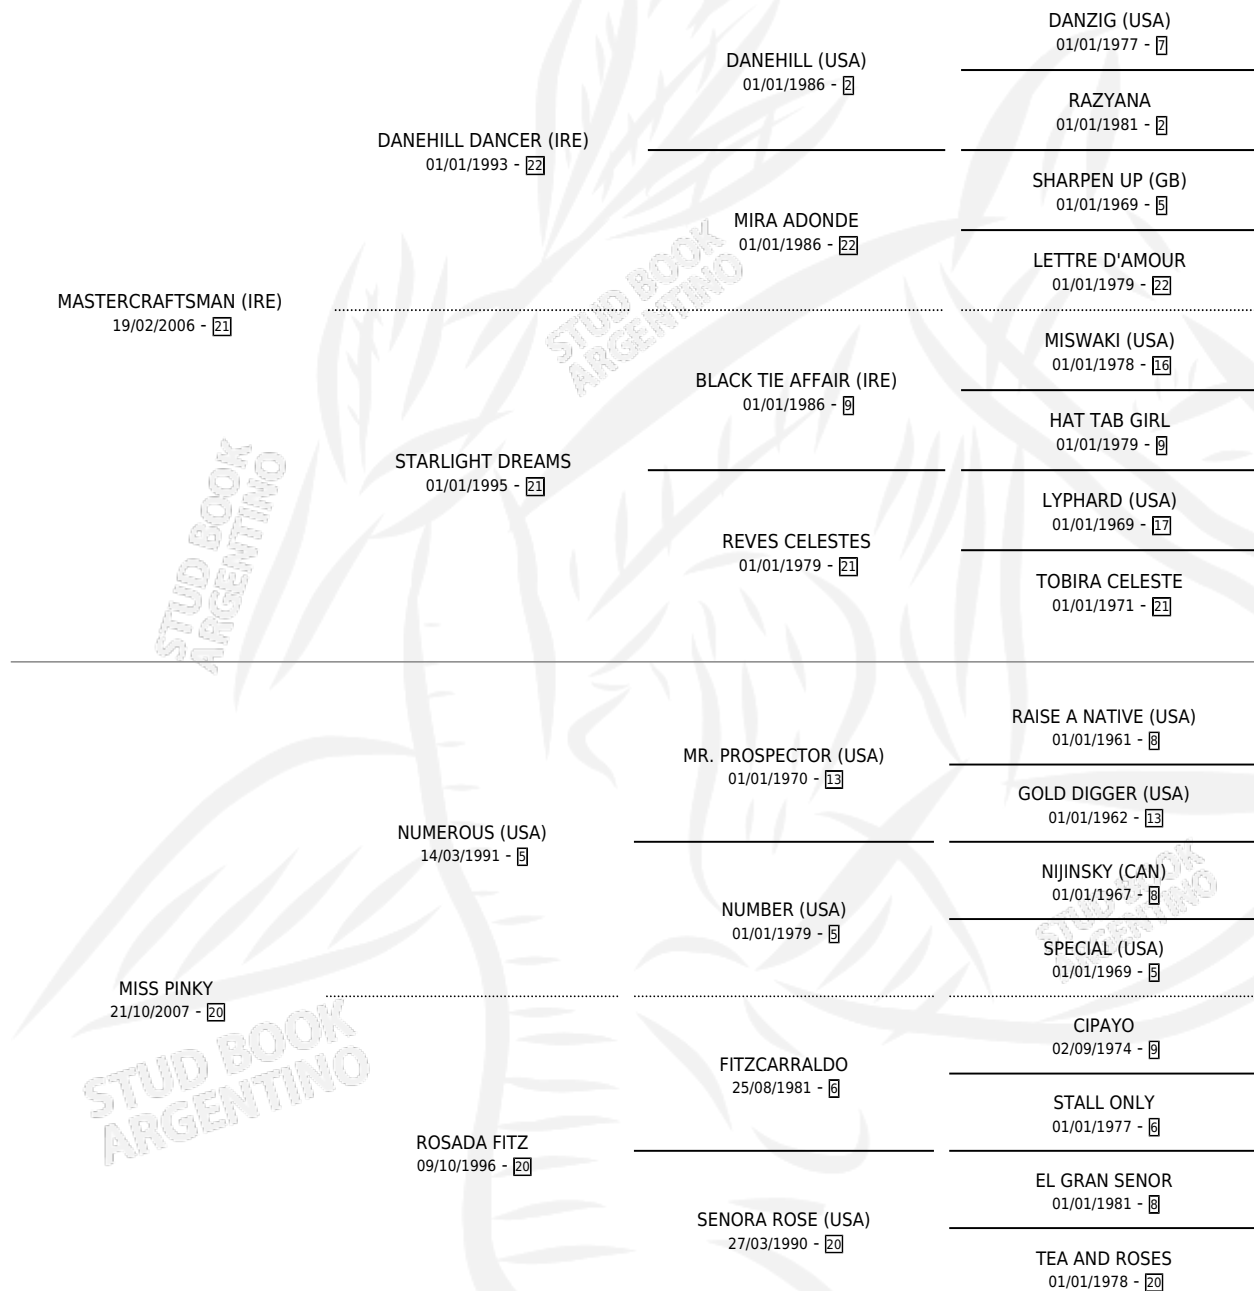 DANZIG (USA)
01/01/1977 - 7
DANEHILL (USA)
01/01/1986 - 2
RAZYANA
01/01/1981 - 2
DANEHILL DANCER (IRE)
01/01/1993 - 22
SHARPEN UP (GB)
01/01/1969 - 5
MIRA ADONDE
01/01/1986 - 22
LETTRE D'AMOUR
01/01/1979 - 22
MASTERCRAFTSMAN (IRE)
19/02/2006 - 21
MISWAKI (USA)
01/01/1978 - 16
BLACK TIE AFFAIR (IRE)
01/01/1986 - 9
HAT TAB GIRL
01/01/1979 - 9
STARLIGHT DREAMS
01/01/1995 - 21
LYPHARD (USA)
01/01/1969 - 17
REVES CELESTES
01/01/1979 - 21
TOBIRA CELESTE
01/01/1971 - 21
STUD BOOK
ARGENTINO
STUD BOOK
ARGENTINO
RAISE A NATIVE (USA)
01/01/1961 - 8
MR. PROSPECTOR (USA)
01/01/1970 - 13
GOLD DIGGER (USA)
01/01/1962 - 13
NUMEROUS (USA)
14/03/1991 - 5
NIJINSKY (CAN)
01/01/1967 - 8
NUMBER (USA)
01/01/1979 - 5
SPECIAL (USA)
01/01/1969 - 5
STUD BOOK
ARGENTINO
MISS PINKY
21/10/2007 - 20
CIPAYO
02/09/1974 - 9
FITZCARRALDO
25/08/1981 - 6
STALL ONLY
01/01/1977 - 6
ROSADA FITZ
09/10/1996 - 20
EL GRAN SENOR
01/01/1981 - 8
SENORA ROSE (USA)
27/03/1990 - 20
TEA AND ROSES
01/01/1978 - 20
STUD BOOK
ARGENTINO